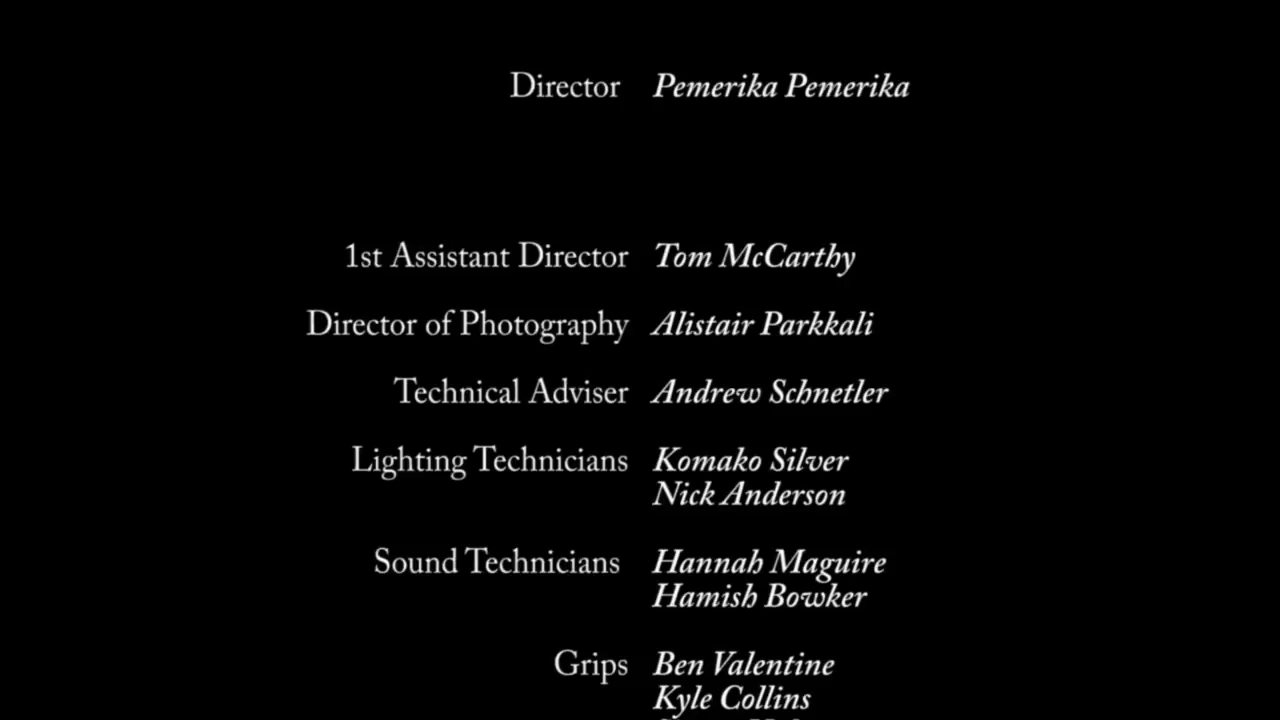 Director Pemerika Pemerika
1st Assistant Director Tom McCarthy
Director of Photography Alistair Parkkali
Technical Adviser Andrew Schnetler
Lighting Technicians Komako Silver
Nick Anderson
Sound Technicians Hannah Maguire
Hamish Bowker
Grips Ben Valentine
Kyle Collins